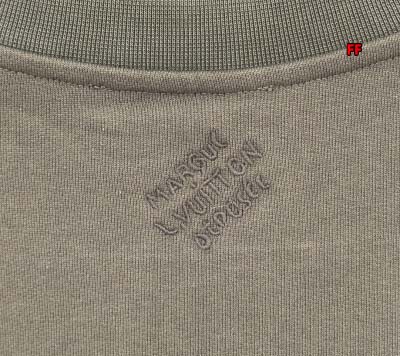 FF
MARQUE
L.VUITTON
DÉPOSÉE